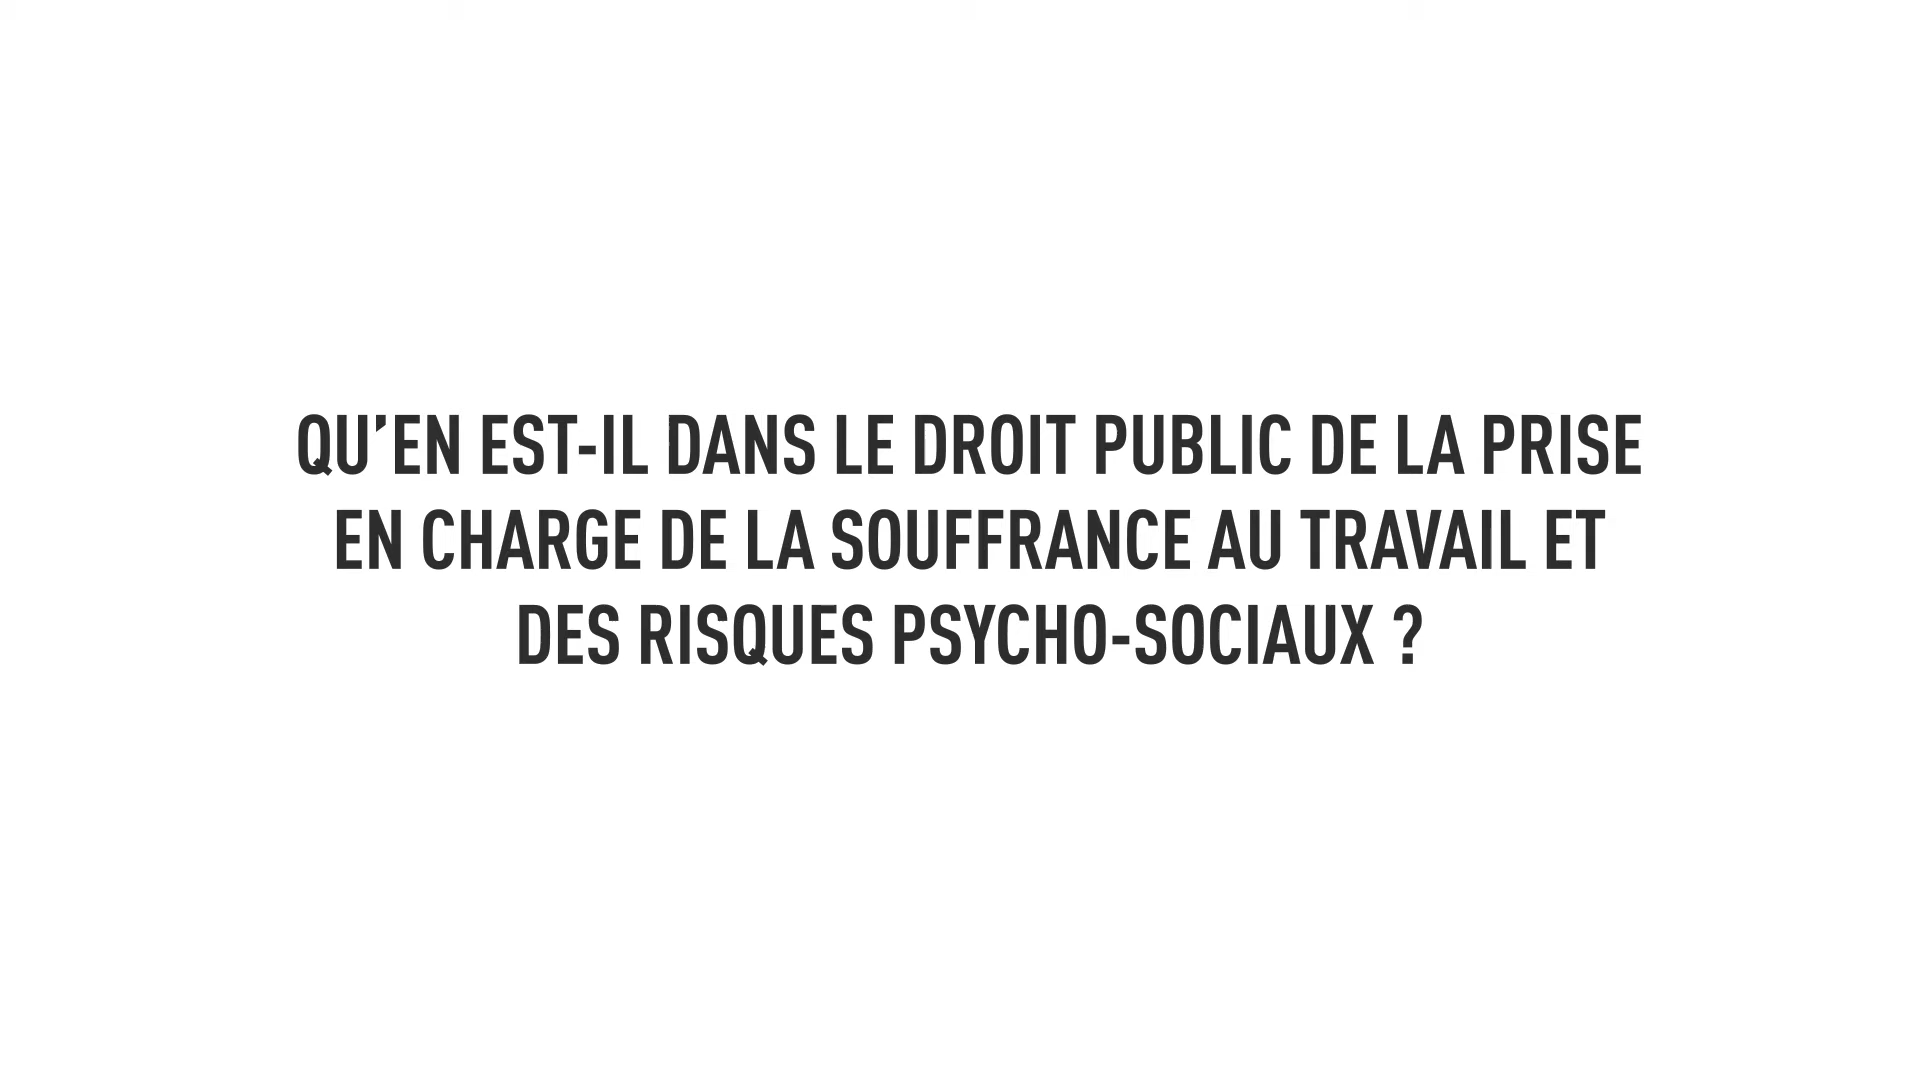 QU’EN EST-IL DANS LE DROIT PUBLIC DE LA PRISE
EN CHARGE DE LA SOUFFRANCE AU TRAVAIL ET
DES RISQUES PSYCHO-SOCIAUX ?